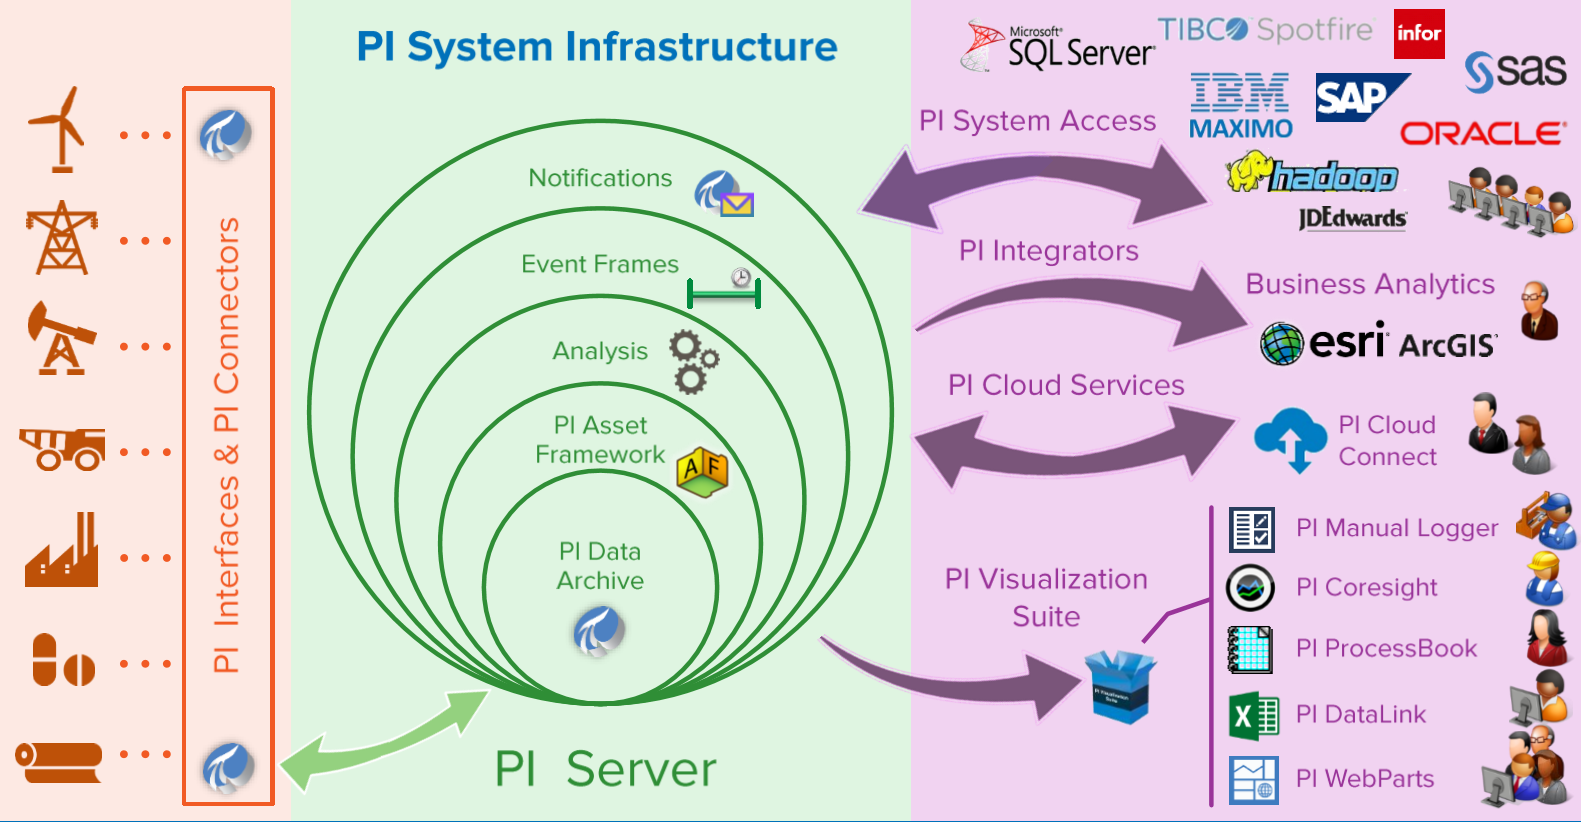 PI System Infrastructure
PI Interfaces & PI Connectors
Notifications
Event Frames
Analysis
PI Asset
Framework
A F
PI Data
Archive
PI Server
Microsoft®
SQL Server®
TIBCO Spotfire
infor
sas
IBM
MAXIMO
SAP
ORACLE®
hadoop
JDEdwards
PI System Access
PI Integrators
Business Analytics
esri® ArcGIS®
PI Cloud Services
PI Cloud
Connect
PI Visualization
Suite
PI Visualization
Suite
PI Manual Logger
PI Coresight
PI ProcessBook
X
PI DataLink
PI WebParts